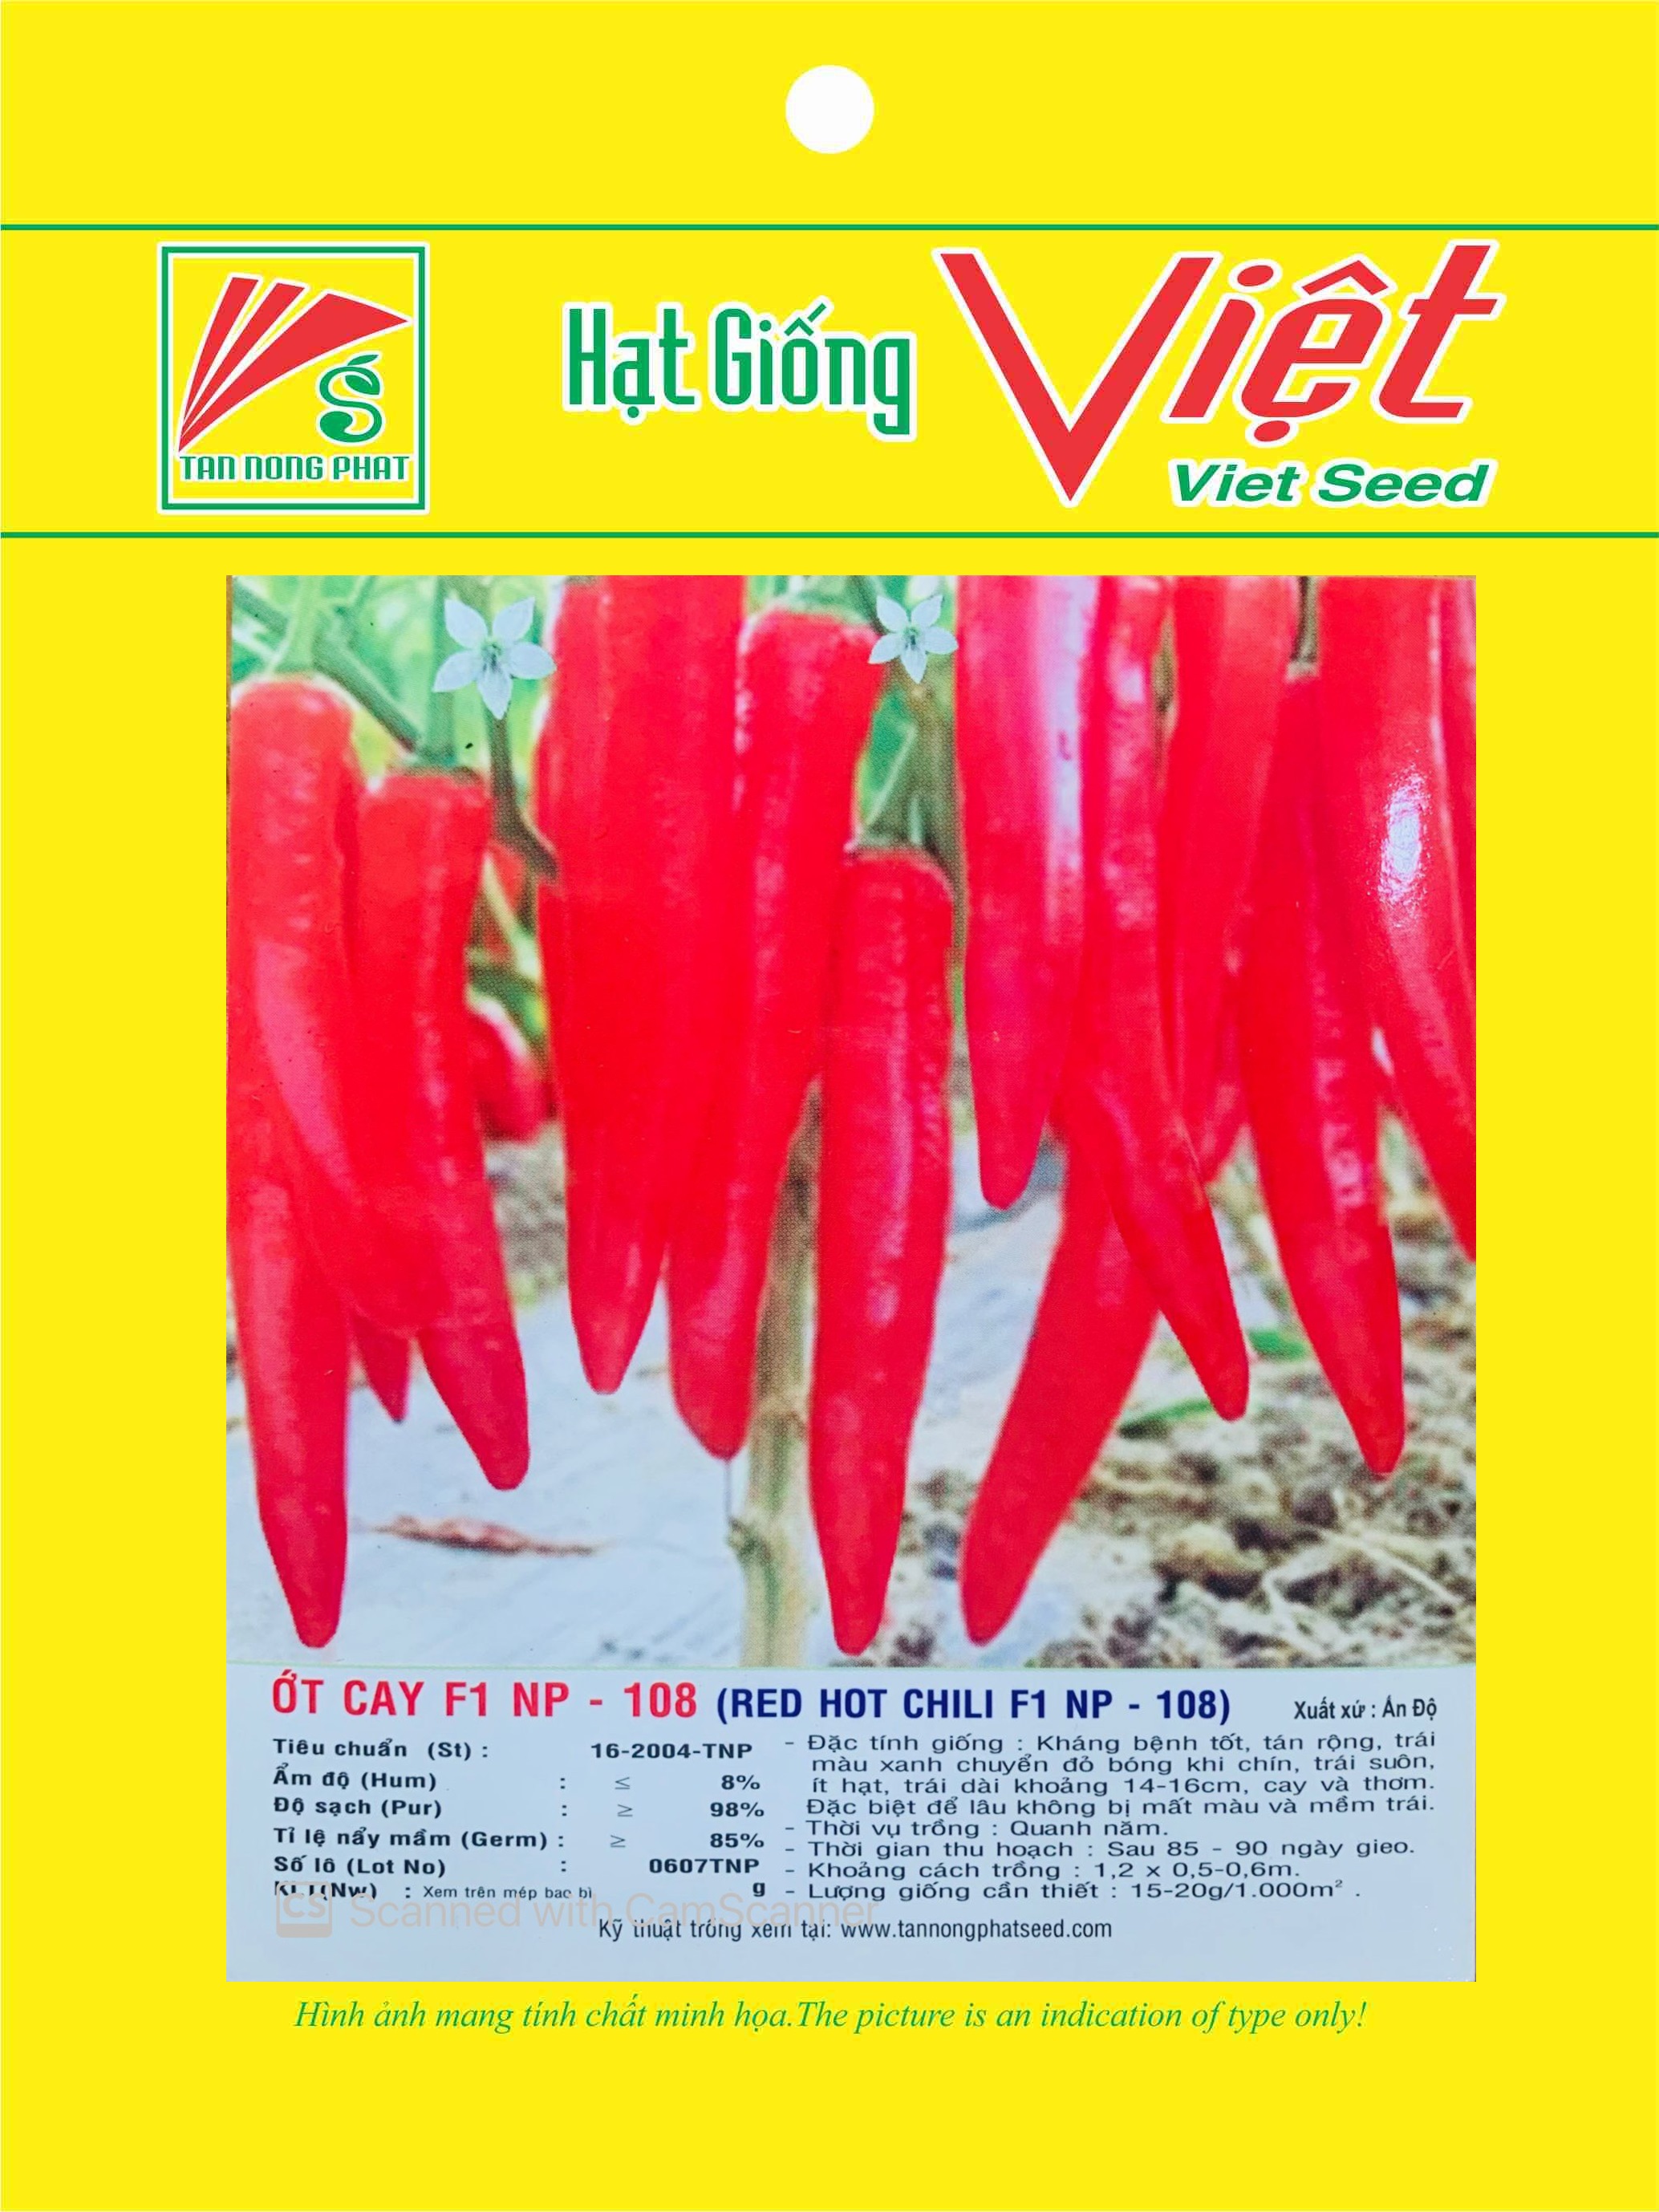 TAN NONG PHAT
Hạt Giống Việt
Viet Seed
ỚT CAY F1 NP - 108 (RED HOT CHILI F1 NP - 108) Xuất xứ : Ấn Độ
Tiêu chuẩn (St) : 16-2004-TNP
Ẩm độ (Hum) : ≤ 8%
Độ sạch (Pur) : ≥ 98%
Tỉ lệ nẩy mầm (Germ) : ≥ 85%
Số lô (Lot No) : 0607TNP
(Nw) : Xem trên mép bao bì g
- Đặc tính giống : Kháng bệnh tốt, tán rộng, trái
màu xanh chuyển đỏ bóng khi chín, trái suôn,
ít hạt, trái dài khoảng 14-16cm, cay và thơm.
Đặc biệt để lâu không bị mất màu và mềm trái.
- Thời vụ trồng : Quanh năm.
- Thời gian thu hoạch : Sau 85 - 90 ngày gieo.
- Khoảng cách trồng : 1,2 x 0,5-0,6m.
- Lượng giống cần thiết : 15-20g/1.000m² .
CS Scanned with CamScanner
Kỹ thuật trồng xem tại: www.tannongphatseed.com
Hình ảnh mang tính chất minh họa.The picture is an indication of type only!